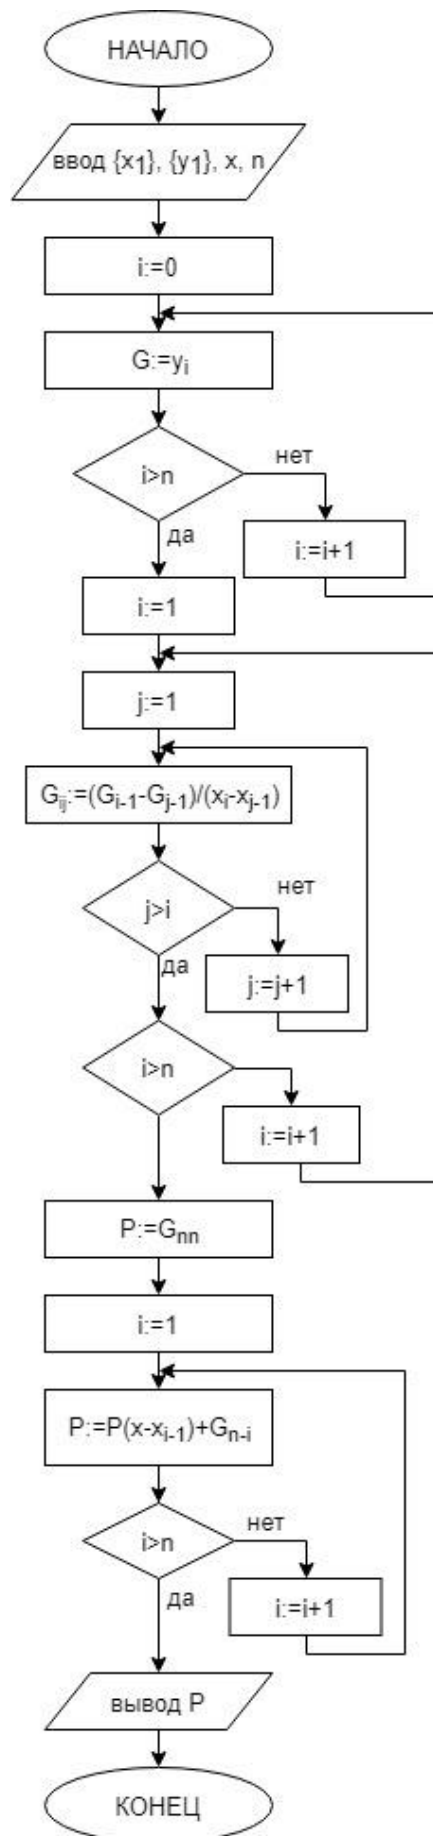 НАЧАЛО
ввод {x₁}, {y₁}, x, n
i:=0
G:=yᵢ
i>n
нет
да
i:=i+1
i:=1
j:=1
Gᵢⱼ:=(Gᵢ₋₁-Gⱼ₋₁)/(xᵢ-xⱼ₋₁)
j>i
нет
да
j:=j+1
i>n
i:=i+1
P:=Gₙₙ
i:=1
P:=P(x-xᵢ₋₁)+Gₙ₋ᵢ
i>n
нет
да
i:=i+1
вывод P
КОНЕЦ